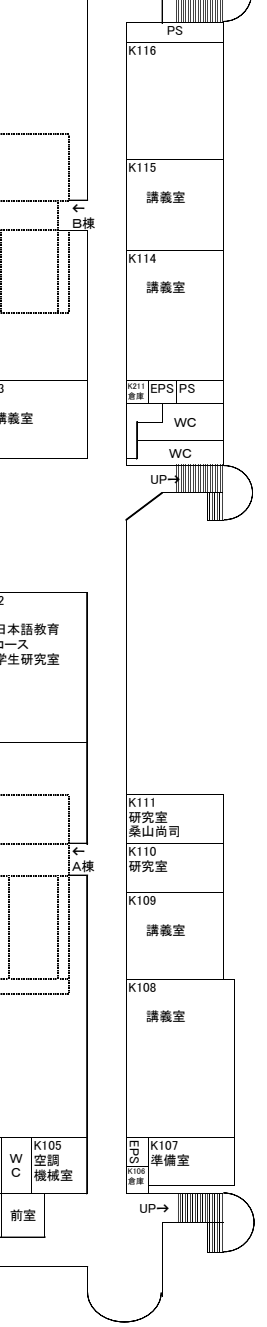 PS
K116
K115
講義室
←
B棟
K114
講義室
3
K211
倉庫
EPS
PS
講義室
WC
WC
UP→
2
日本語教育
コース
学生研究室
K111
研究室
桑山尚司
←
A棟
K110
研究室
K109
講義室
K108
講義室
W
C
K105
空調
機械室
EPS
K106
倉庫
K107
準備室
前室
UP→